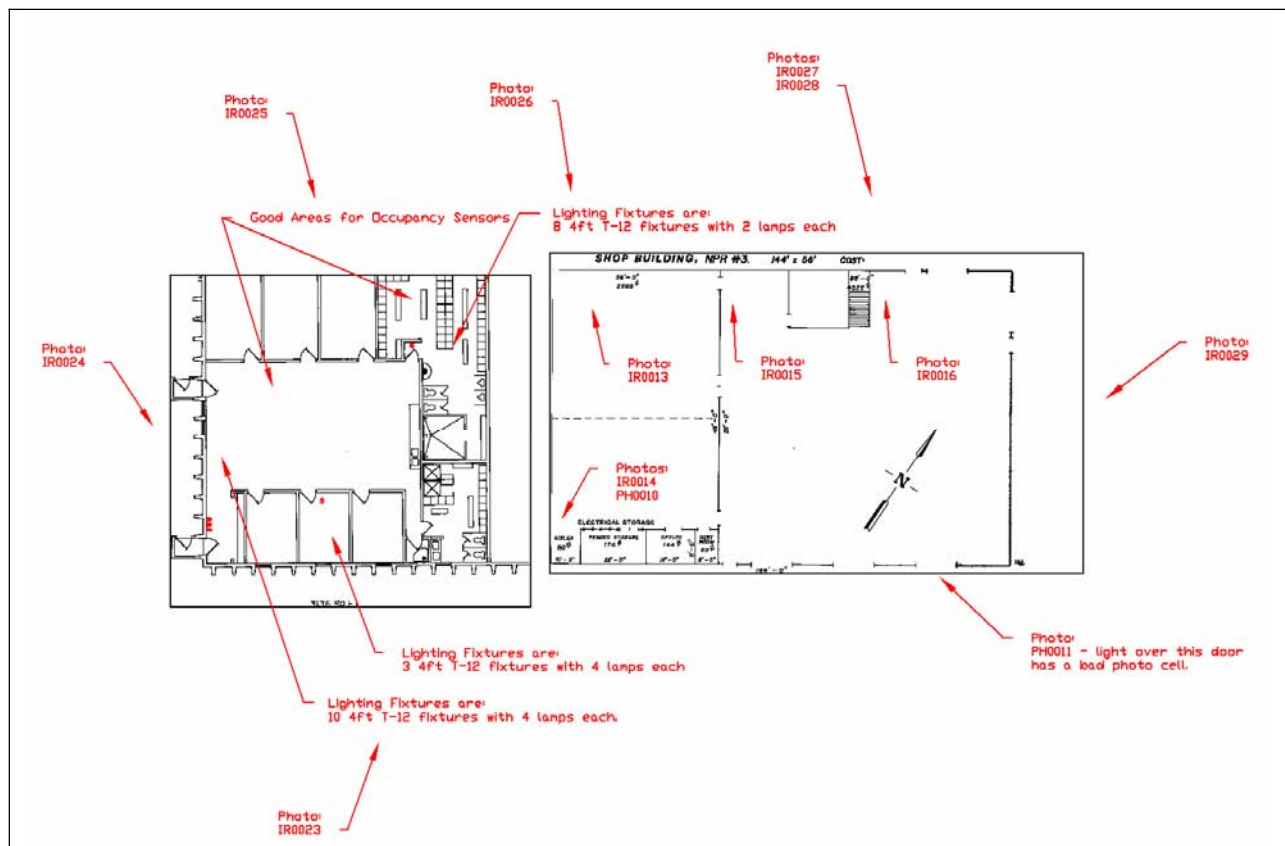 Photos:
IR0027
IR0028
Photo:
IR0025
Photo:
IR0026
Good Areas for Occupancy Sensors
Lighting Fixtures are:
8 4ft T-12 fixtures with 2 lamps each
SHOP BUILDING, NPR #3. 144' x 56' COST:
Photo:
IR0024
Photo:
IR0013
Photo:
IR0015
Photo:
IR0016
Photo:
IR0029
N
Photos:
IR0014
PH0010
ELECTRICAL STORAGE
Photo:
PH0011 - light over this door
has a bad photo cell.
Lighting Fixtures are:
3 4ft T-12 fixtures with 4 lamps each
Lighting Fixtures are:
10 4ft T-12 fixtures with 4 lamps each.
Photo:
IR0023